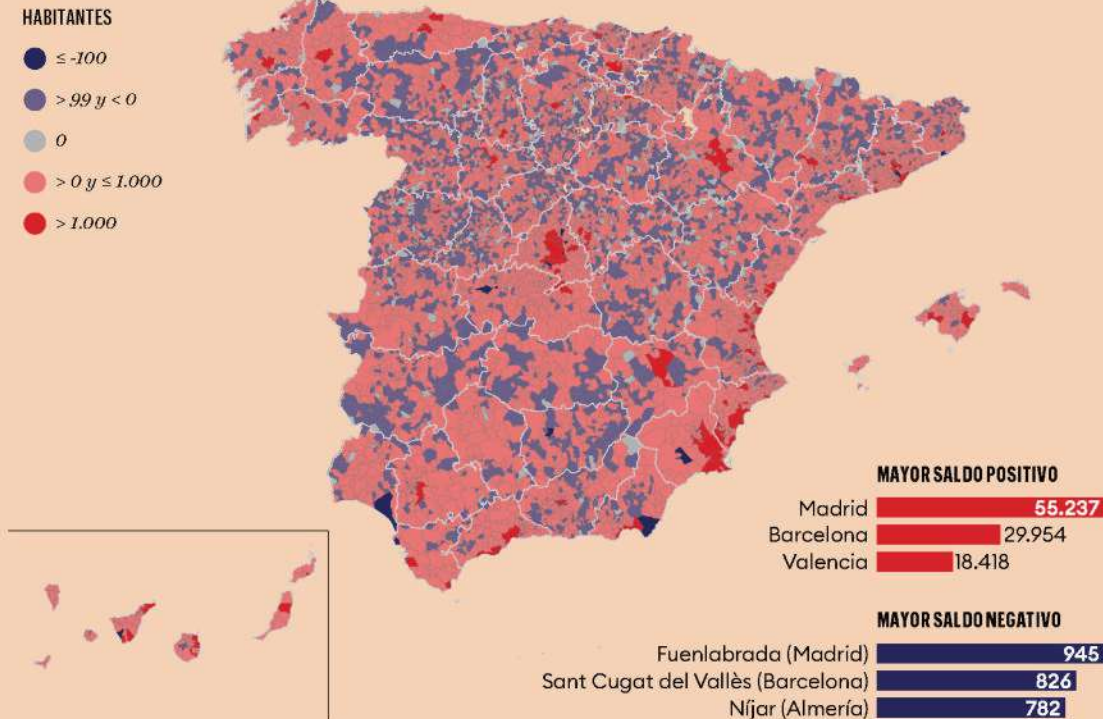 HABITANTES
≤ -100
> 99 y < 0
0
> 0 y ≤ 1.000
> 1.000
MAYOR SALDO POSITIVO
Madrid 55.237
Barcelona 29.954
Valencia 18.418
MAYOR SALDO NEGATIVO
Fuenlabrada (Madrid) 945
Sant Cugat del Vallès (Barcelona) 826
Níjar (Almería) 782